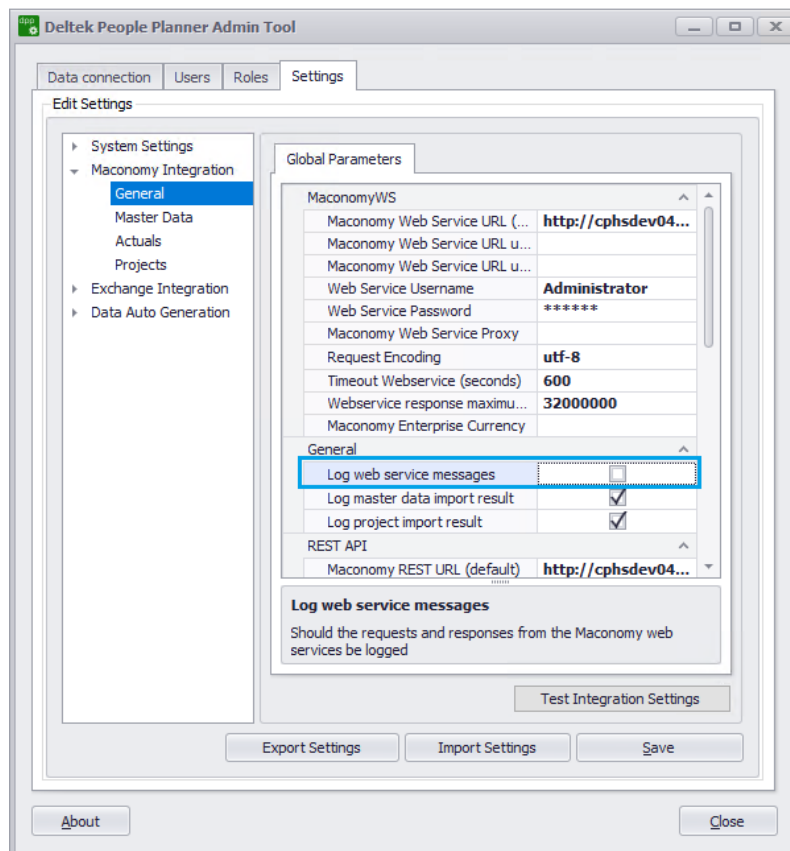 dpp Deltek People Planner Admin Tool
Data connection Users Roles Settings
Edit Settings
System Settings
Maconomy Integration
General
Master Data
Actuals
Projects
Exchange Integration
Data Auto Generation
Global Parameters
MaconomyWS
Maconomy Web Service URL (... http://cphsdev04...
Maconomy Web Service URL u...
Maconomy Web Service URL u...
Web Service Username Administrator
Web Service Password ******
Maconomy Web Service Proxy
Request Encoding utf-8
Timeout Webservice (seconds) 600
Webservice response maximu... 32000000
Maconomy Enterprise Currency
General
Log web service messages
Log master data import result
Log project import result
REST API
Maconomy REST URL (default) http://cphsdev04...
Log web service messages
Should the requests and responses from the Maconomy web
services be logged
Test Integration Settings
Export Settings Import Settings Save
About Close